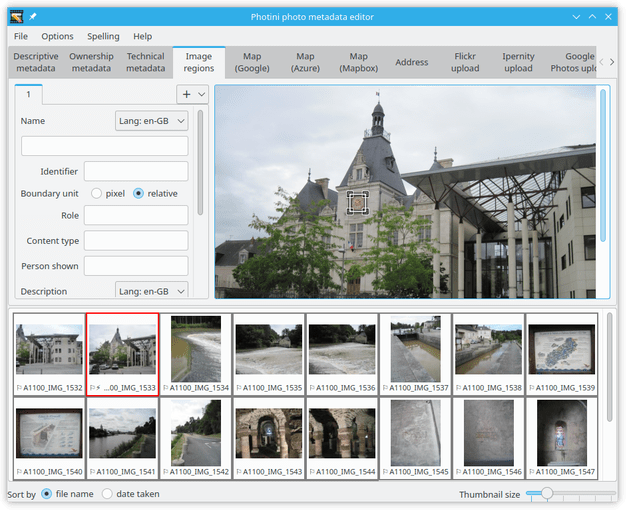 Photini photo metadata editor
File Options Spelling Help
Descriptive metadata
Ownership metadata
Technical metadata
Image regions
Map (Google)
Map (Azure)
Map (Mapbox)
Address
Flickr upload
Ipernity upload
Google Photos uplo
1
+
Name Lang: en-GB
Identifier
Boundary unit pixel relative
Role
Content type
Person shown
Description Lang: en-GB
A1100_IMG_1532 ...00_IMG_1533 A1100_IMG_1534 A1100_IMG_1535 A1100_IMG_1536 A1100_IMG_1537 A1100_IMG_1538 A1100_IMG_1539
A1100_IMG_1540 A1100_IMG_1541 A1100_IMG_1542 A1100_IMG_1543 A1100_IMG_1544 A1100_IMG_1545 A1100_IMG_1546 A1100_IMG_1547
Sort by file name date taken Thumbnail size